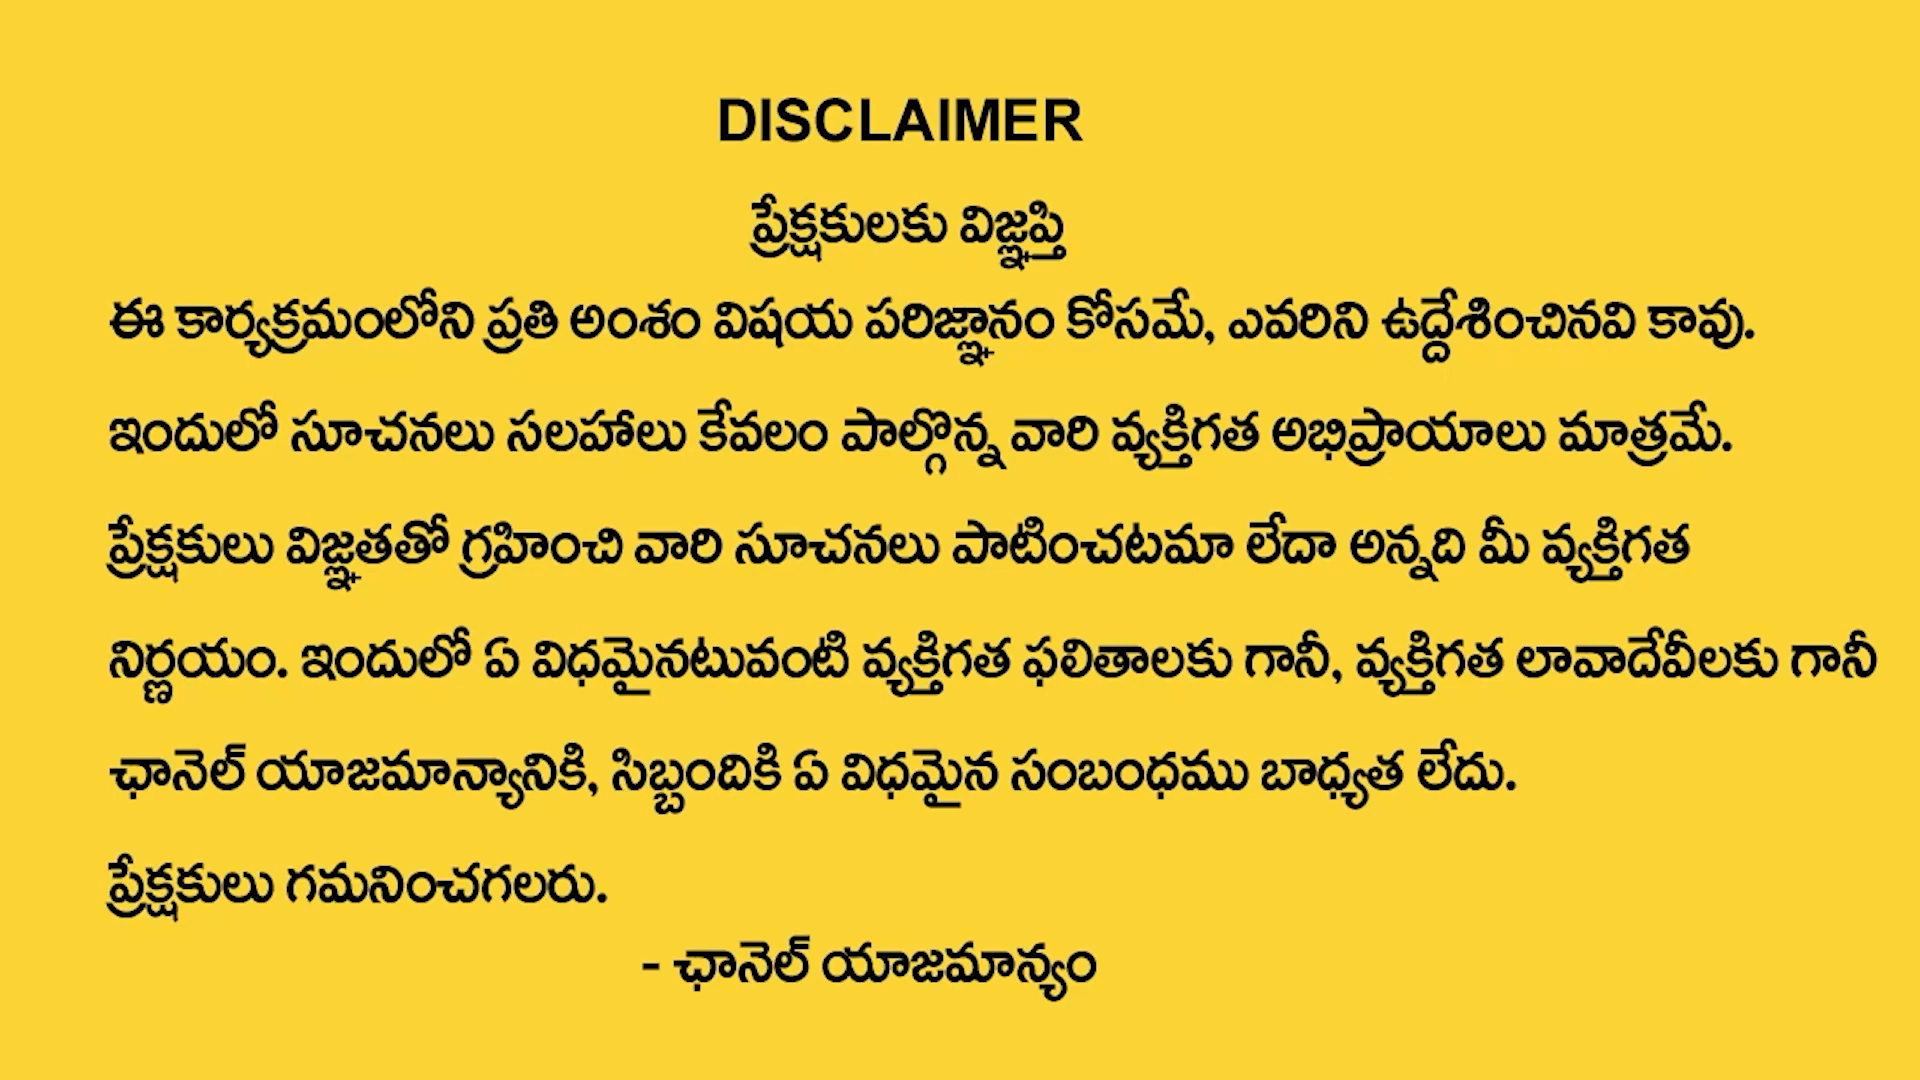 DISCLAIMER
ప్రేక్షకులకు విజ్ఞప్తి
ఈ కార్యక్రమంలోని ప్రతి అంశం విషయ పరిజ్ఞానం కోసమే, ఎవరిని ఉద్దేశించినవి కావు.
ఇందులో సూచనలు సలహాలు కేవలం పాల్గొన్న వారి వ్యక్తిగత అభిప్రాయాలు మాత్రమే.
ప్రేక్షకులు విజ్ఞతతో గ్రహించి వారి సూచనలు పాటించటమా లేదా అన్నది మీ వ్యక్తిగత
నిర్ణయం. ఇందులో ఏ విధమైనటువంటి వ్యక్తిగత ఫలితాలకు గానీ, వ్యక్తిగత లావాదేవీలకు గానీ
ఛానెల్ యాజమాన్యానికి, సిబ్బందికి ఏ విధమైన సంబంధము బాధ్యత లేదు.
ప్రేక్షకులు గమనించగలరు.
- ఛానెల్ యాజమాన్యం